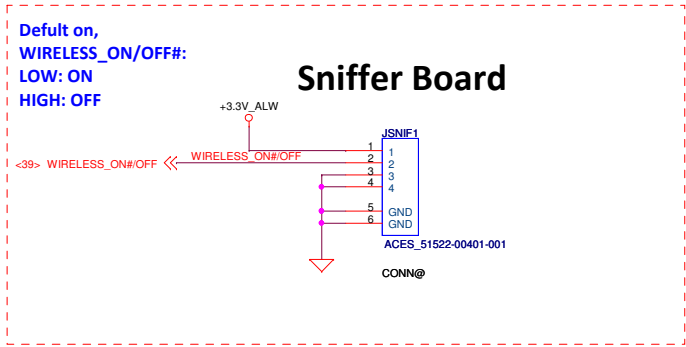 Defult on,
WIRELESS_ON/OFF#:
LOW: ON
HIGH: OFF
Sniffer Board
+3.3V_ALW
JSNIF1
<39> WIRELESS_ON#/OFF
WIRELESS_ON#/OFF
1 1
2 2
3 3
4 4
5 GND
6 GND
ACES_51522-00401-001
CONN@